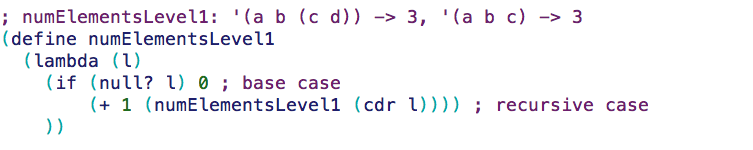 ; numElementsLevel1: '(a b (c d)) -> 3, '(a b c) -> 3
(define numElementsLevel1
  (lambda (l)
    (if (null? l) 0 ; base case
        (+ 1 (numElementsLevel1 (cdr l)))) ; recursive case
    ))